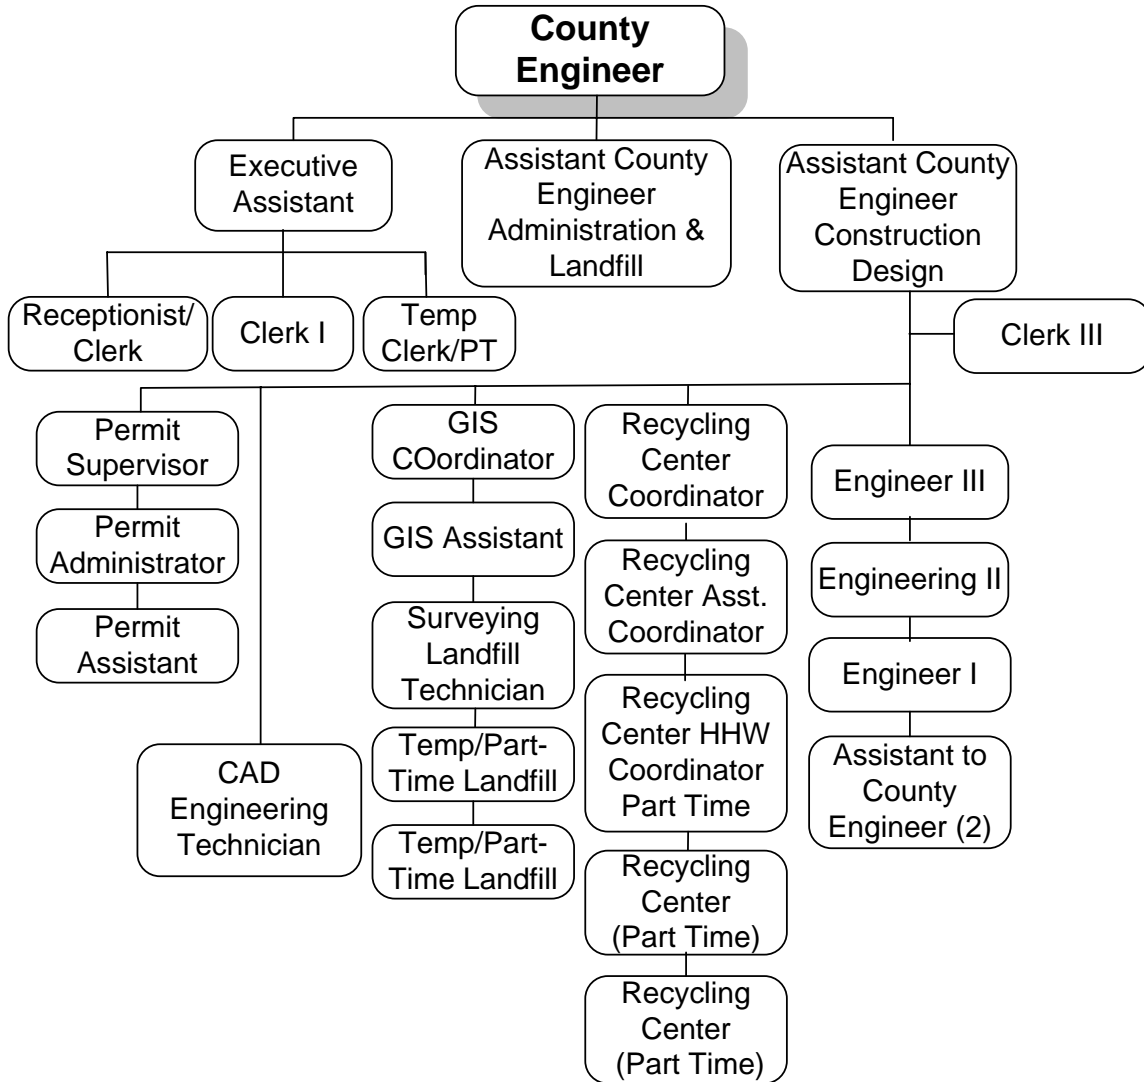 County
Engineer
Executive
Assistant
Assistant County
Engineer
Administration &
Landfill
Assistant County
Engineer
Construction
Design
Receptionist/
Clerk
Clerk I
Temp
Clerk/PT
Clerk III
Permit
Supervisor
Permit
Administrator
Permit
Assistant
CAD
Engineering
Technician
GIS
COordinator
GIS Assistant
Surveying
Landfill
Technician
Temp/Part-
Time Landfill
Temp/Part-
Time Landfill
Recycling
Center
Coordinator
Recycling
Center Asst.
Coordinator
Recycling
Center HHW
Coordinator
Part Time
Recycling
Center
(Part Time)
Recycling
Center
(Part Time)
Engineer III
Engineering II
Engineer I
Assistant to
County
Engineer (2)